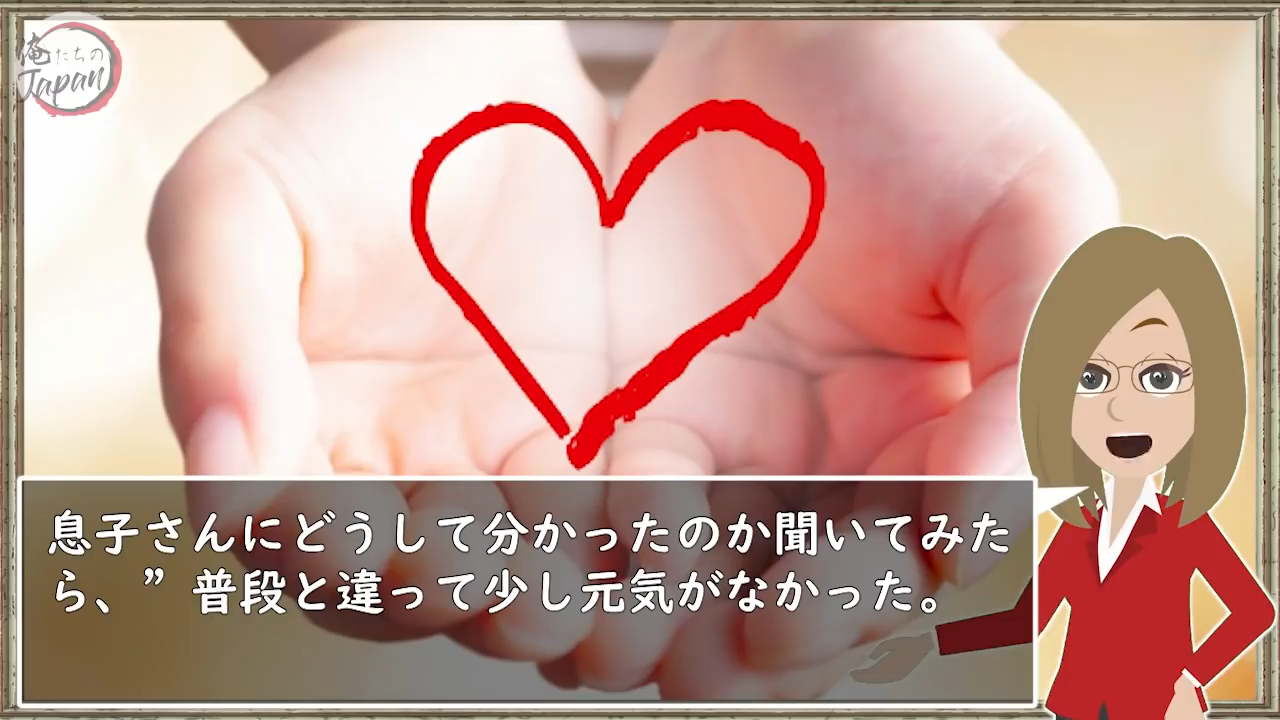 俺たちの
Japan
息子さんにどうして分かったのか聞いてみた
ら、”普段と違って少し元気がなかった。